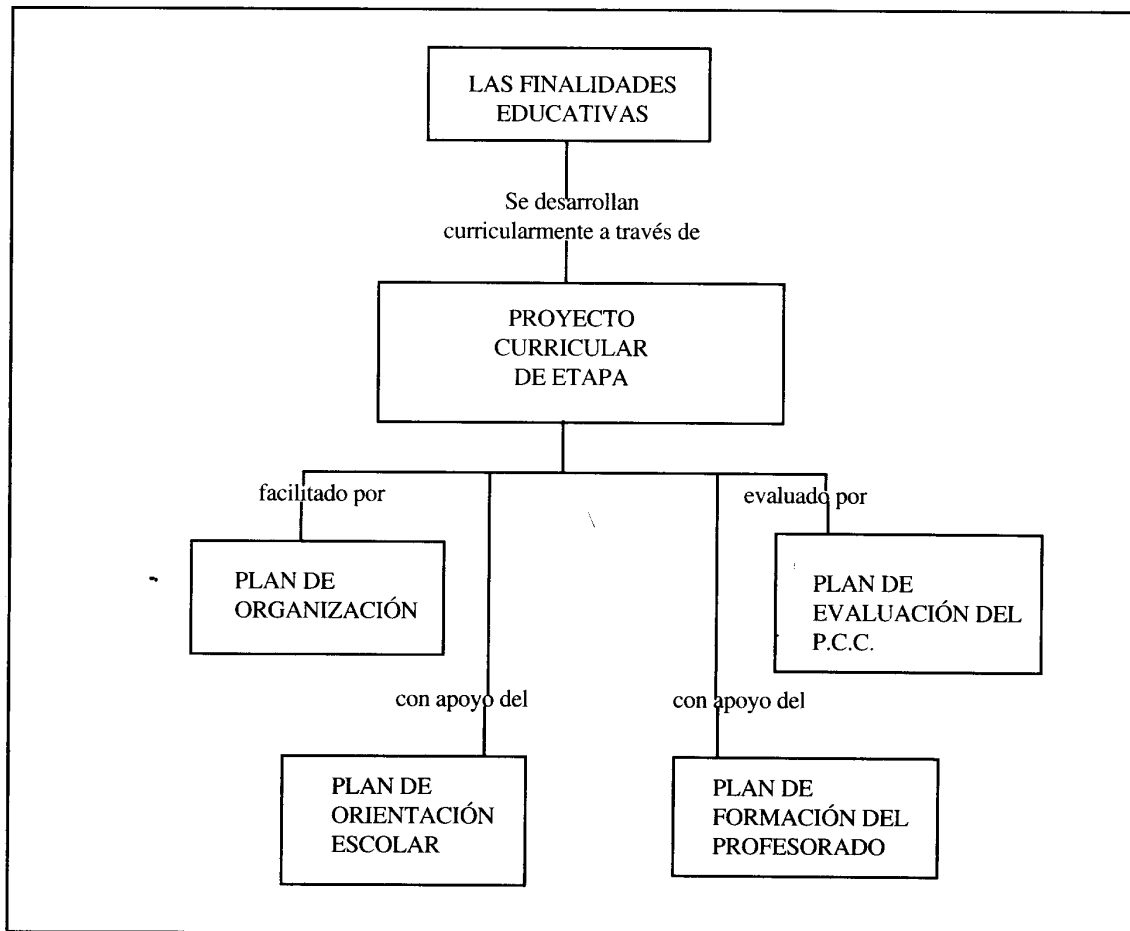 LAS FINALIDADES
EDUCATIVAS
Se desarrollan
curricularmente a través de
PROYECTO
CURRICULAR
DE ETAPA
facilitado por
evaluado por
PLAN DE
ORGANIZACIÓN
PLAN DE
EVALUACIÓN DEL
P.C.C.
con apoyo del
con apoyo del
PLAN DE
ORIENTACIÓN
ESCOLAR
PLAN DE
FORMACIÓN DEL
PROFESORADO